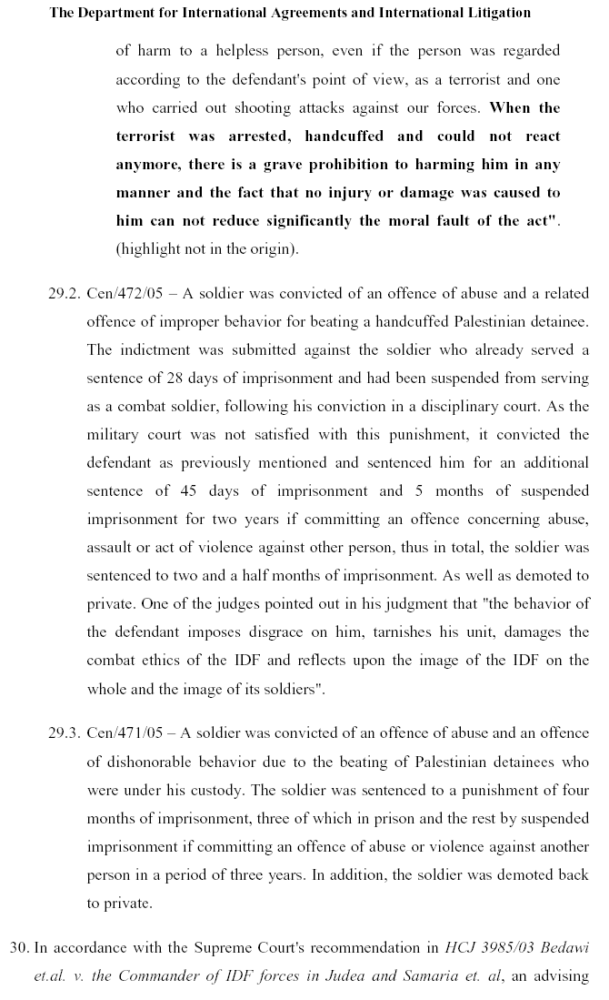 The Department for International Agreements and International Litigation
of harm to a helpless person, even if the person was regarded
according to the defendant's point of view, as a terrorist and one
who carried out shooting attacks against our forces. When the
terrorist was arrested, handcuffed and could not react
anymore, there is a grave prohibition to harming him in any
manner and the fact that no injury or damage was caused to
him can not reduce significantly the moral fault of the act".
(highlight not in the origin).
29.2. Cen/472/05 – A soldier was convicted of an offence of abuse and a related
offence of improper behavior for beating a handcuffed Palestinian detainee.
The indictment was submitted against the soldier who already served a
sentence of 28 days of imprisonment and had been suspended from serving
as a combat soldier, following his conviction in a disciplinary court. As the
military court was not satisfied with this punishment, it convicted the
defendant as previously mentioned and sentenced him for an additional
sentence of 45 days of imprisonment and 5 months of suspended
imprisonment for two years if committing an offence concerning abuse,
assault or act of violence against other person, thus in total, the soldier was
sentenced to two and a half months of imprisonment. As well as demoted to
private. One of the judges pointed out in his judgment that "the behavior of
the defendant imposes disgrace on him, tarnishes his unit, damages the
combat ethics of the IDF and reflects upon the image of the IDF on the
whole and the image of its soldiers".
29.3. Cen/471/05 – A soldier was convicted of an offence of abuse and an offence
of dishonorable behavior due to the beating of Palestinian detainees who
were under his custody. The soldier was sentenced to a punishment of four
months of imprisonment, three of which in prison and the rest by suspended
imprisonment if committing an offence of abuse or violence against another
person in a period of three years. In addition, the soldier was demoted back
to private.
30. In accordance with the Supreme Court's recommendation in HCJ 3985/03 Bedawi
et.al. v. the Commander of IDF forces in Judea and Samaria et. al, an advising